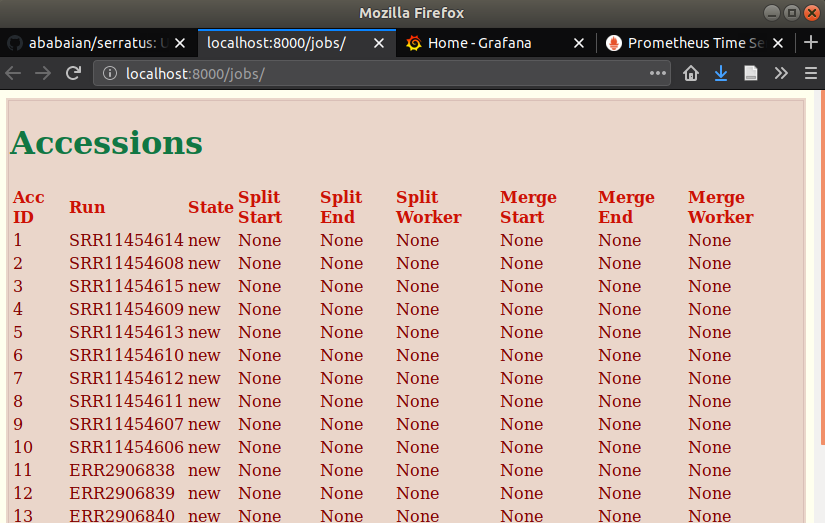 Mozilla Firefox
ababaian/serratus: U
localhost:8000/jobs/
Home - Grafana
Prometheus Time Se
localhost:8000/jobs/
Accessions
Acc ID Run State Split Start Split End Split Worker Merge Start Merge End Merge Worker
1 SRR11454614 new None None None None None None
2 SRR11454608 new None None None None None None
3 SRR11454615 new None None None None None None
4 SRR11454609 new None None None None None None
5 SRR11454613 new None None None None None None
6 SRR11454610 new None None None None None None
7 SRR11454612 new None None None None None None
8 SRR11454611 new None None None None None None
9 SRR11454607 new None None None None None None
10 SRR11454606 new None None None None None None
11 ERR2906838 new None None None None None None
12 ERR2906839 new None None None None None None
13 ERR2906840 new None None None None None None